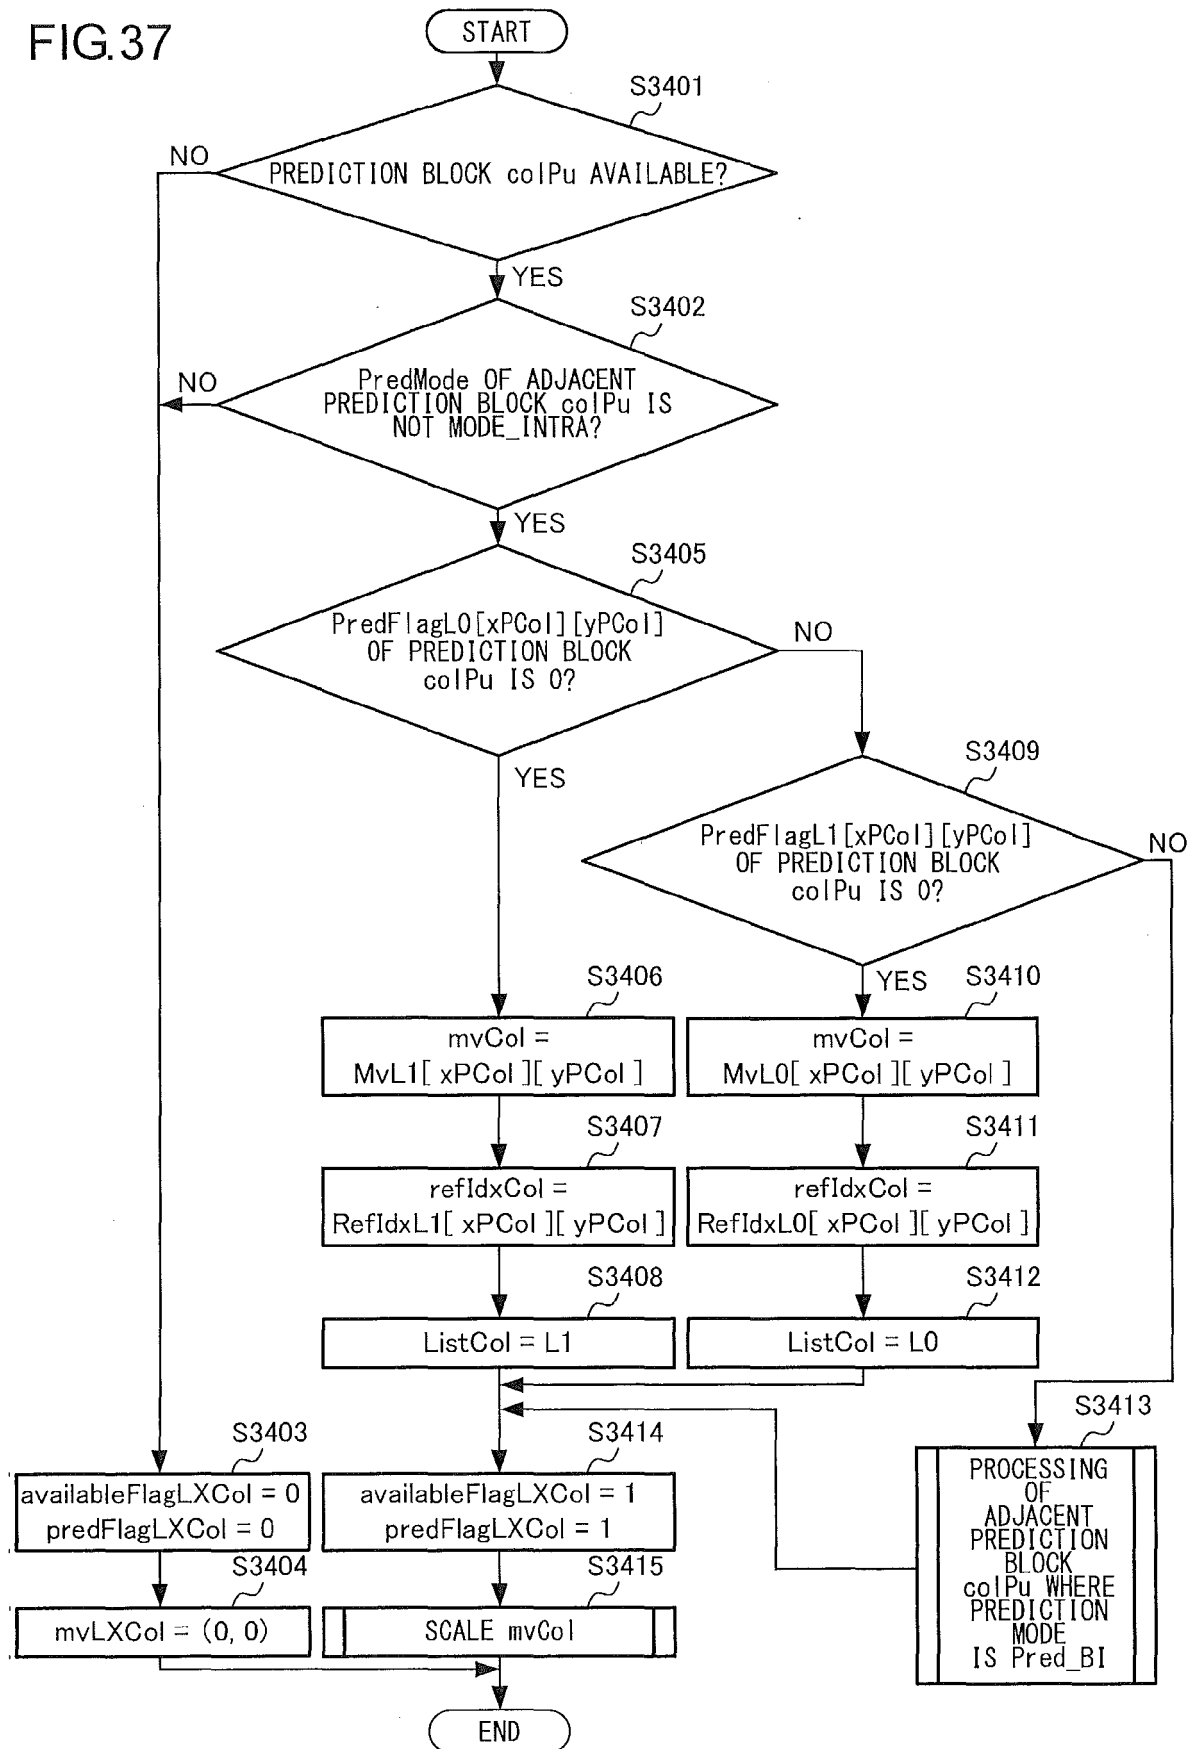 FIG.37
START
S3401
NO
PREDICTION BLOCK colPu AVAILABLE?
YES
S3402
NO
PredMode OF ADJACENT
PREDICTION BLOCK colPu IS
NOT MODE_INTRA?
YES
S3405
PredFlagL0[xPCol][yPCol]
OF PREDICTION BLOCK
colPu IS 0?
NO
YES
S3409
PredFlagL1[xPCol][yPCol]
OF PREDICTION BLOCK
colPu IS 0?
NO
YES
S3406
mvCol =
MvL1[ xPCol ][ yPCol ]
S3410
mvCol =
MvL0[ xPCol ][ yPCol ]
S3407
refIdxCol =
RefIdxL1[ xPCol ][ yPCol ]
S3411
refIdxCol =
RefIdxL0[ xPCol ][ yPCol ]
S3408
ListCol = L1
S3412
ListCol = L0
S3403
availableFlagLXCol = 0
predFlagLXCol = 0
S3414
availableFlagLXCol = 1
predFlagLXCol = 1
S3413
PROCESSING
OF
ADJACENT
PREDICTION
BLOCK
colPu WHERE
PREDICTION
MODE
IS Pred_BI
S3404
mvLXCol = (0, 0)
S3415
SCALE mvCol
END